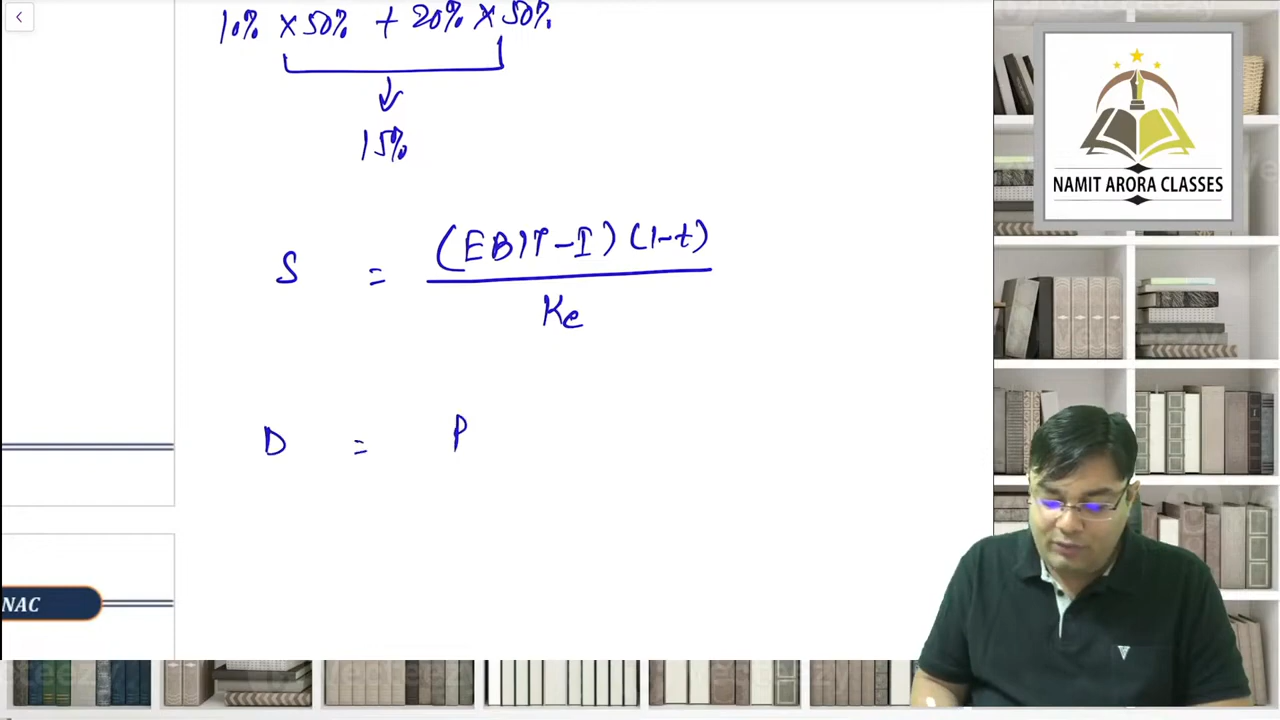 10% × 50% + 20% × 50%
15%
S = (EBIT-I) (1-t)
Ke
D = P
NAC
NAMIT ARORA CLASSES